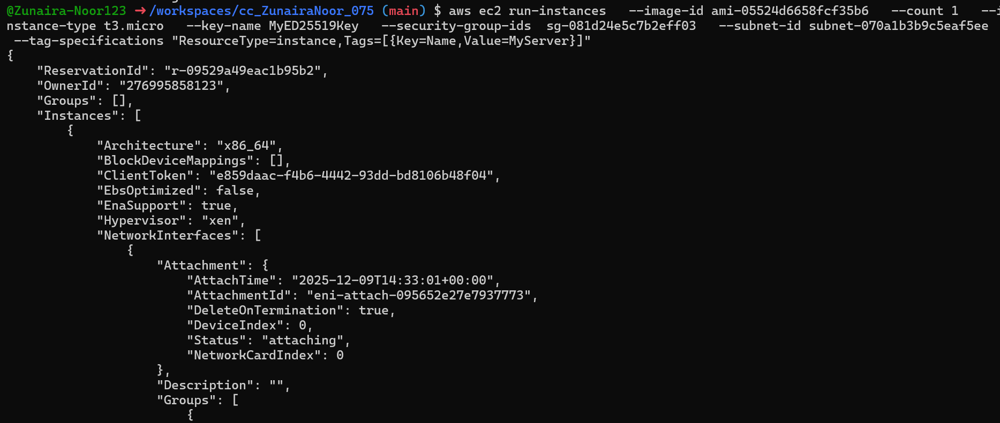 @Zunaira-Noor123 ➜ /workspaces/cc_ZunairaNoor_075 (main) $ aws ec2 run-instances   --image-id ami-05524d6658fcf35b6   --count 1   --i
nstance-type t3.micro   --key-name MyED25519Key   --security-group-ids  sg-081d24e5c7b2eff03   --subnet-id subnet-070a1b3b9c5eaf5ee
 --tag-specifications "ResourceType=instance,Tags=[{Key=Name,Value=MyServer}]"
{
    "ReservationId": "r-09529a49eac1b95b2",
    "OwnerId": "276995858123",
    "Groups": [],
    "Instances": [
        {
            "Architecture": "x86_64",
            "BlockDeviceMappings": [],
            "ClientToken": "e859daac-f4b6-4442-93dd-bd8106b48f04",
            "EbsOptimized": false,
            "EnaSupport": true,
            "Hypervisor": "xen",
            "NetworkInterfaces": [
                {
                    "Attachment": {
                        "AttachTime": "2025-12-09T14:33:01+00:00",
                        "AttachmentId": "eni-attach-095652e27e7937773",
                        "DeleteOnTermination": true,
                        "DeviceIndex": 0,
                        "Status": "attaching",
                        "NetworkCardIndex": 0
                    },
                    "Description": "",
                    "Groups": [
                        {